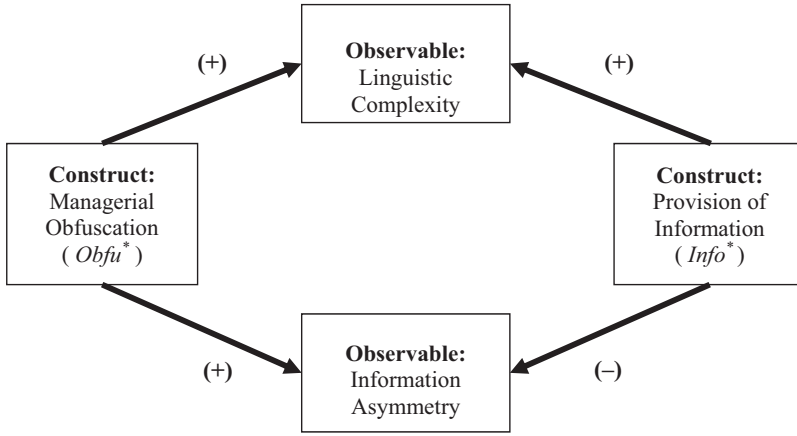 Observable:
Linguistic
Complexity
(+)
(+)
Construct:
Managerial
Obfuscation
( Obfu* )
Construct:
Provision of
Information
( Info* )
Observable:
Information
Asymmetry
(+)
(–)